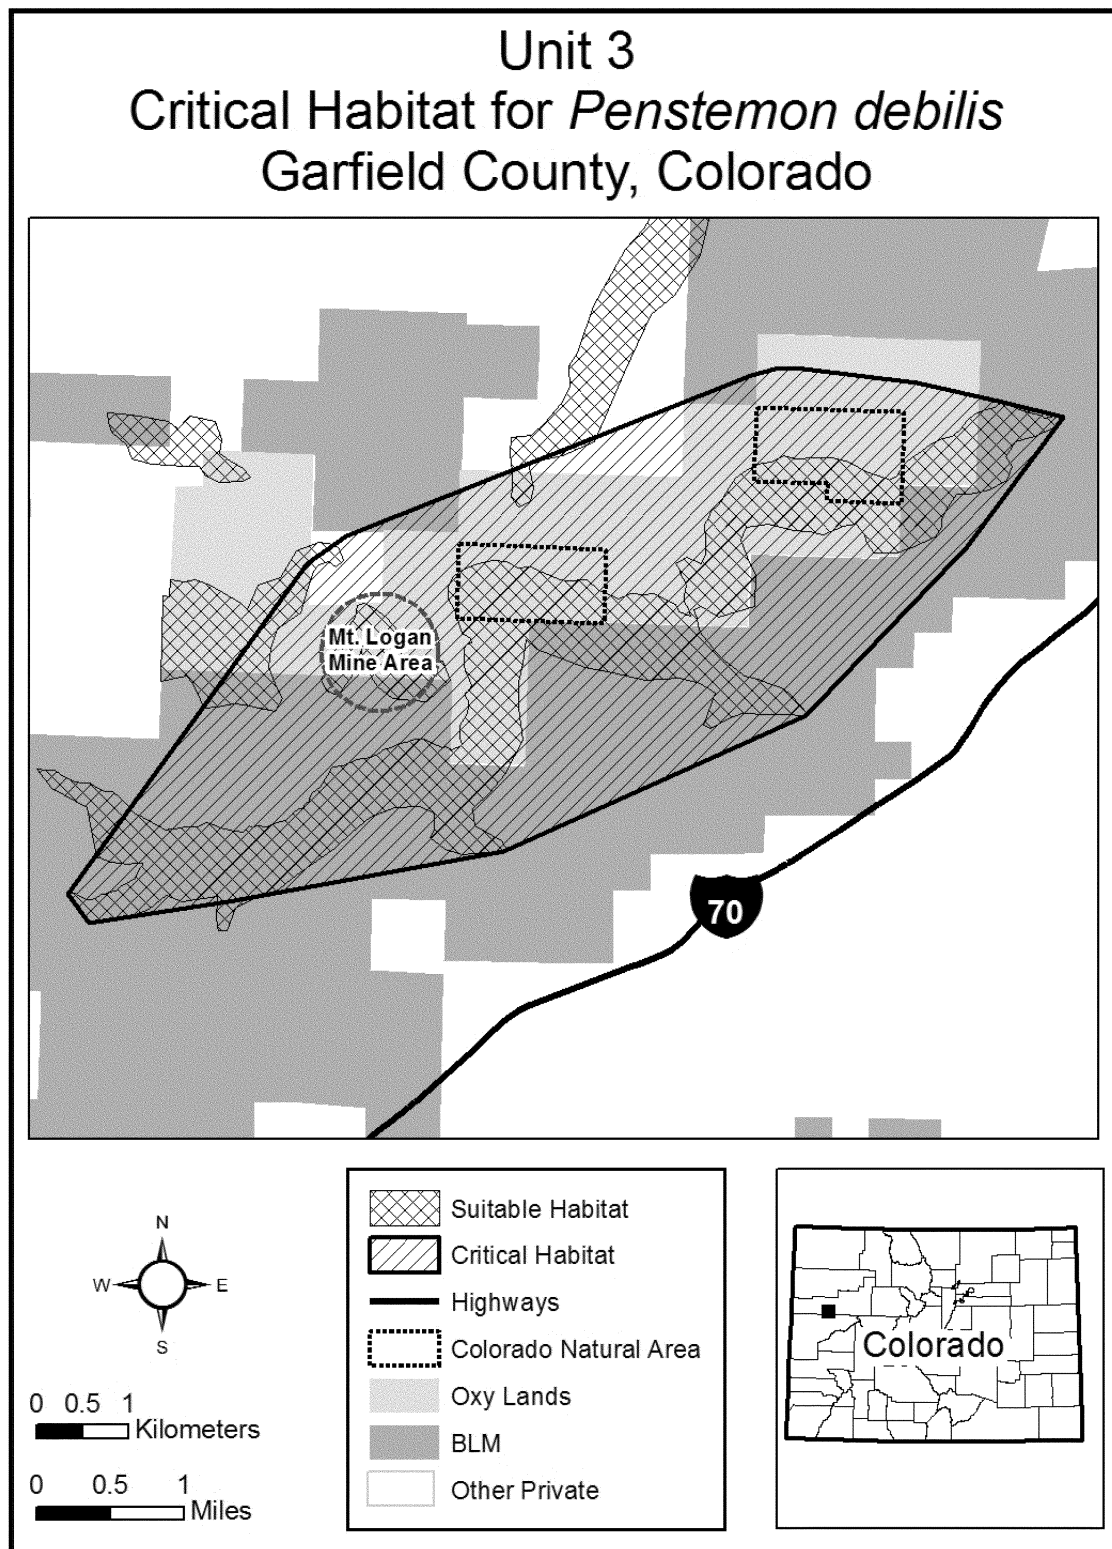 Unit 3
Critical Habitat for Penstemon debilis
Garfield County, Colorado
Mt. Logan
Mine Area
70
N
W E
S
0 0.5 1
Kilometers
0 0.5 1
Miles
Suitable Habitat
Critical Habitat
Highways
Colorado Natural Area
Oxy Lands
BLM
Other Private
Colorado